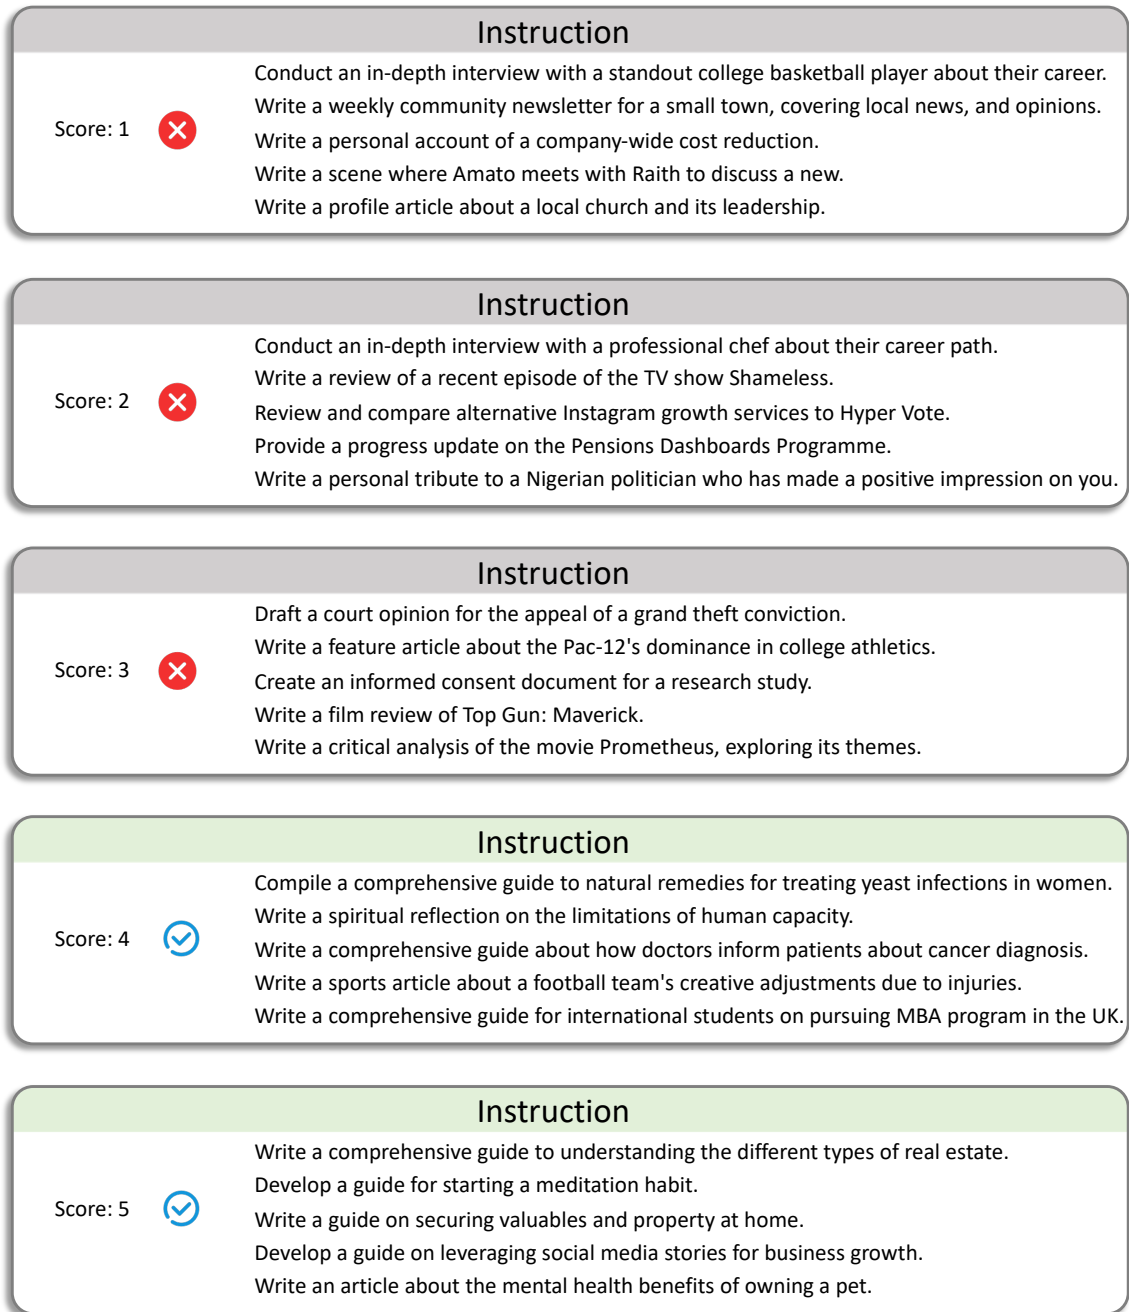 Instruction
Score: 1
Conduct an in-depth interview with a standout college basketball player about their career.
Write a weekly community newsletter for a small town, covering local news, and opinions.
Write a personal account of a company-wide cost reduction.
Write a scene where Amato meets with Raith to discuss a new.
Write a profile article about a local church and its leadership.
Instruction
Score: 2
Conduct an in-depth interview with a professional chef about their career path.
Write a review of a recent episode of the TV show Shameless.
Review and compare alternative Instagram growth services to Hyper Vote.
Provide a progress update on the Pensions Dashboards Programme.
Write a personal tribute to a Nigerian politician who has made a positive impression on you.
Instruction
Score: 3
Draft a court opinion for the appeal of a grand theft conviction.
Write a feature article about the Pac-12's dominance in college athletics.
Create an informed consent document for a research study.
Write a film review of Top Gun: Maverick.
Write a critical analysis of the movie Prometheus, exploring its themes.
Instruction
Score: 4
Compile a comprehensive guide to natural remedies for treating yeast infections in women.
Write a spiritual reflection on the limitations of human capacity.
Write a comprehensive guide about how doctors inform patients about cancer diagnosis.
Write a sports article about a football team's creative adjustments due to injuries.
Write a comprehensive guide for international students on pursuing MBA program in the UK.
Instruction
Score: 5
Write a comprehensive guide to understanding the different types of real estate.
Develop a guide for starting a meditation habit.
Write a guide on securing valuables and property at home.
Develop a guide on leveraging social media stories for business growth.
Write an article about the mental health benefits of owning a pet.